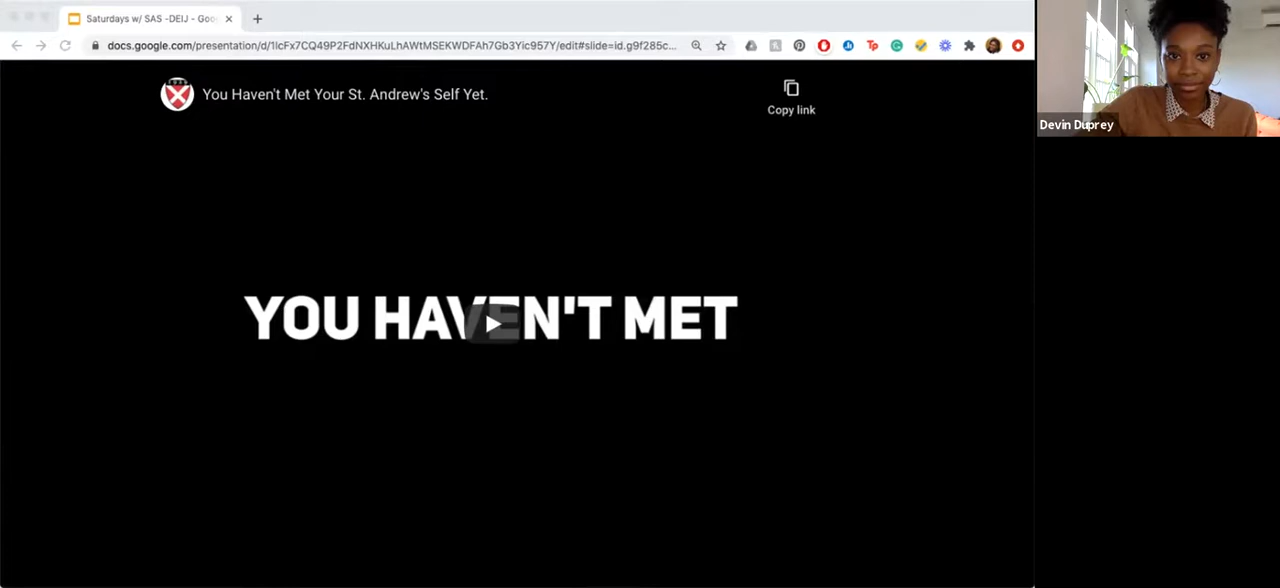 Saturdays w/ SAS -DEIJ - Goo
docs.google.com/presentation/d/1lcFx7CQ49P2FdNXHKuLhAWtMSEKWDFAh7Gb3Yic957Y/edit#slide=id.g9f285c...
You Haven't Met Your St. Andrew's Self Yet.
Copy link
YOU HAVEN'T MET
Devin Duprey